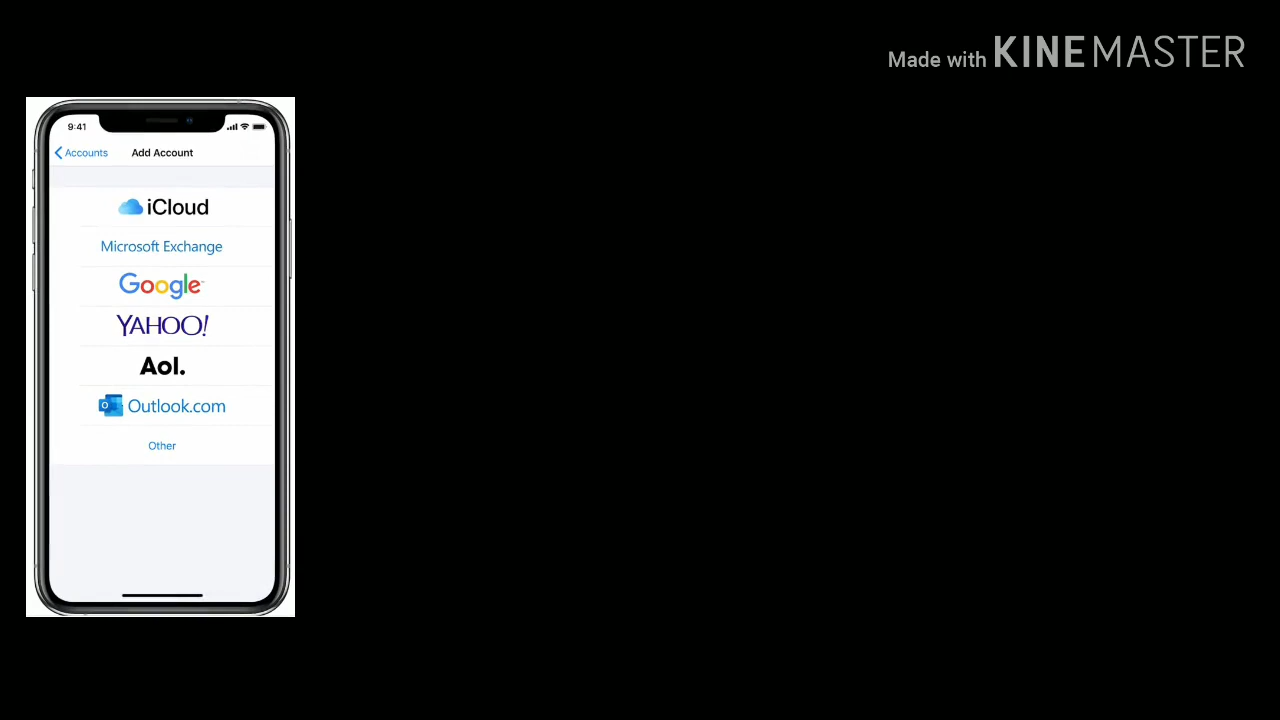 Made with KINEMASTER
9:41
Accounts Add Account
iCloud
Microsoft Exchange
Google
YAHOO!
Aol.
Outlook.com
Other